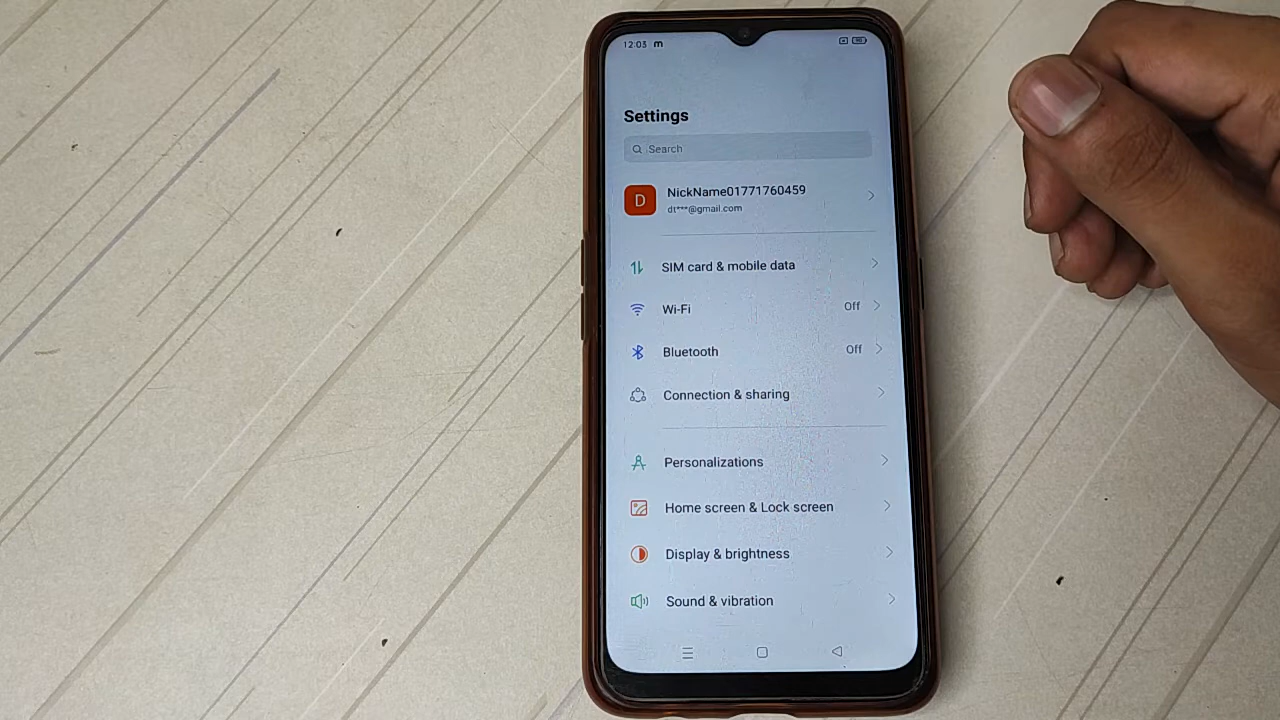 12:03 m
90
Settings
Search
D
NickName01771760459
dt***@gmail.com
SIM card & mobile data
Wi-Fi Off
Bluetooth Off
Connection & sharing
Personalizations
Home screen & Lock screen
Display & brightness
Sound & vibration